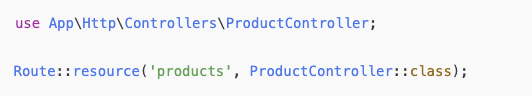 use App\Http\Controllers\ProductController;
Route::resource('products', ProductController::class);